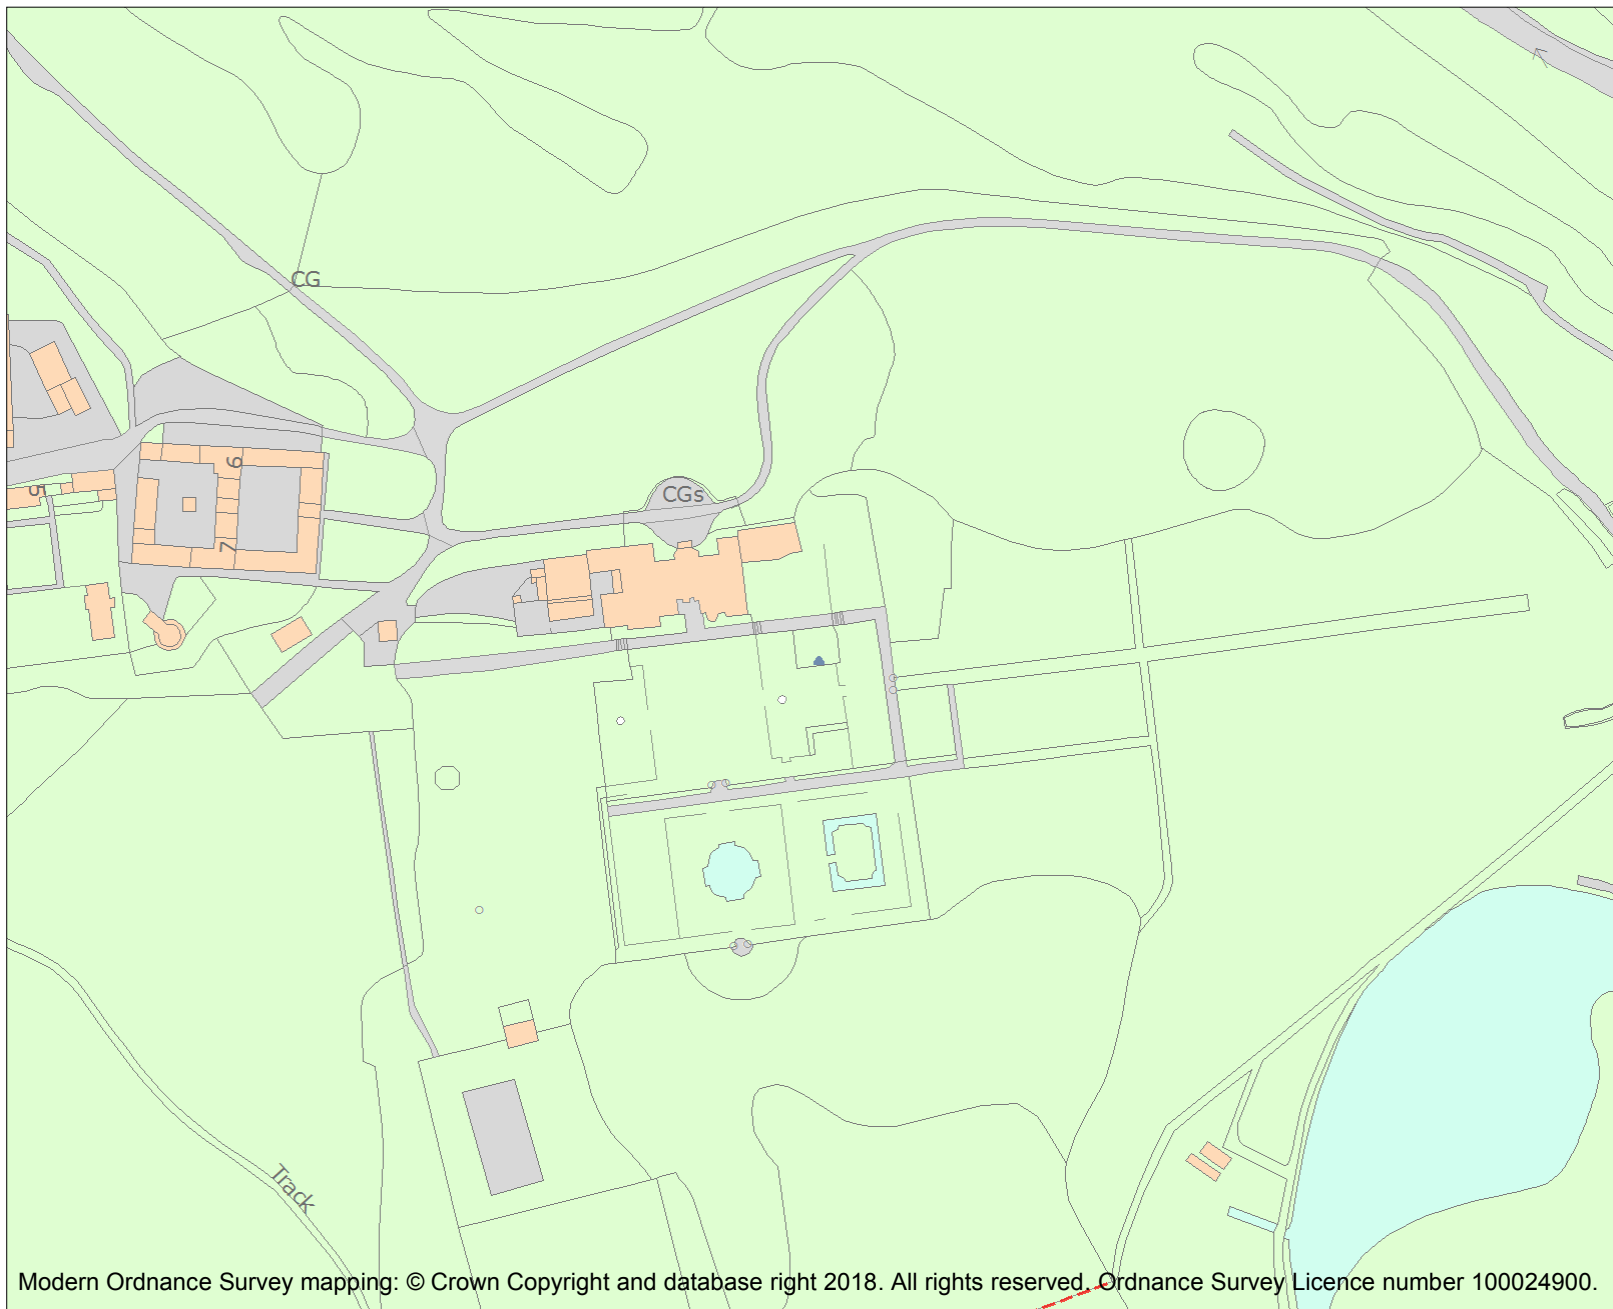 CG
CGs
5
6
7
Track
Modern Ordnance Survey mapping: © Crown Copyright and database right 2018. All rights reserved. Ordnance Survey Licence number 100024900.